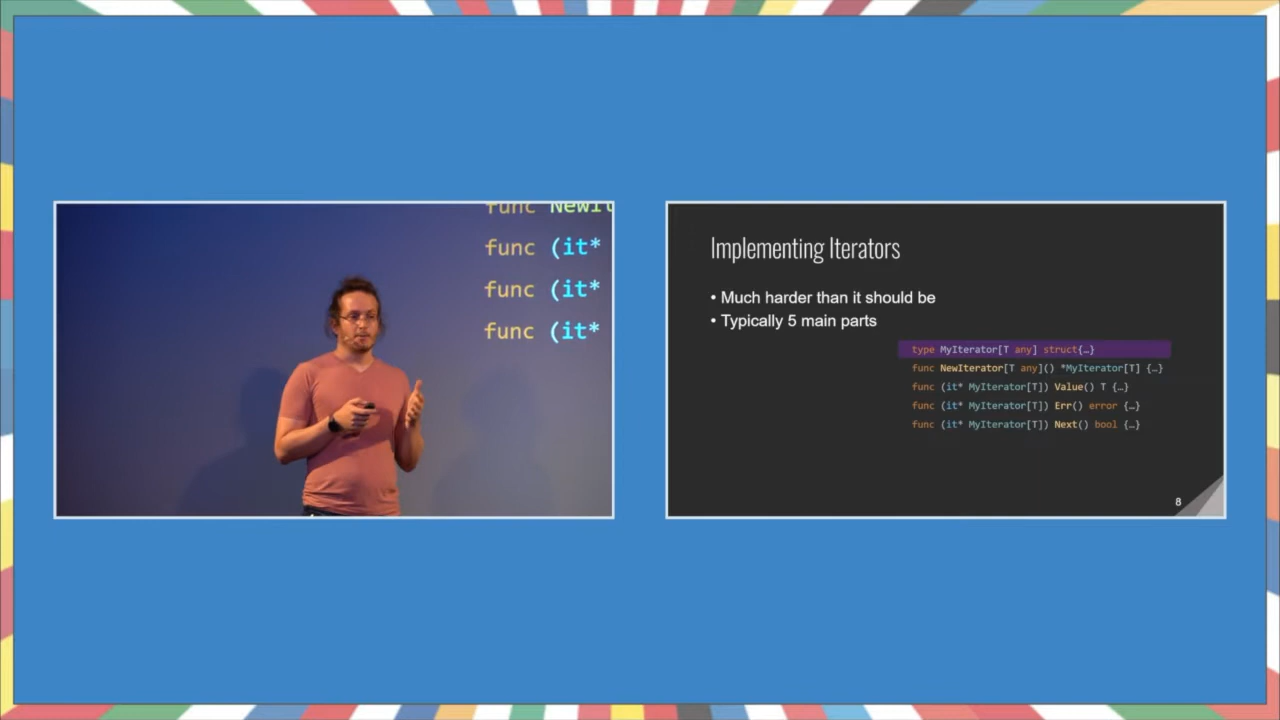 func NewIt
func (it*
func (it*
func (it*
Implementing Iterators
• Much harder than it should be
• Typically 5 main parts
type MyIterator[T any] struct{…}
func NewIterator[T any]() *MyIterator[T] {…}
func (it* MyIterator[T]) Value() T {…}
func (it* MyIterator[T]) Err() error {…}
func (it* MyIterator[T]) Next() bool {…}
8